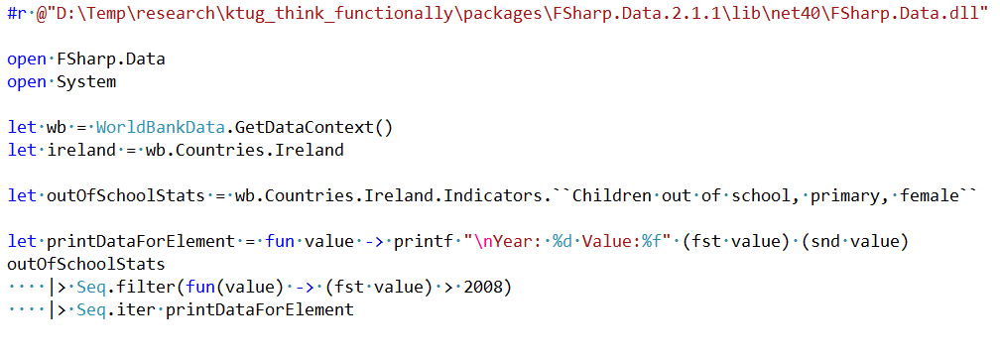 #r @"D:\Temp\research\ktug_think_functionally\packages\FSharp.Data.2.1.1\lib\net40\FSharp.Data.dll"
open FSharp.Data
open System
let wb = WorldBankData.GetDataContext()
let ireland = wb.Countries.Ireland
let outOfSchoolStats = wb.Countries.Ireland.Indicators.``Children out of school, primary, female``
let printDataForElement = fun value -> printf "\nYear: %d Value:%f" (fst value) (snd value)
outOfSchoolStats
    |> Seq.filter(fun(value) -> (fst value) > 2008)
    |> Seq.iter printDataForElement